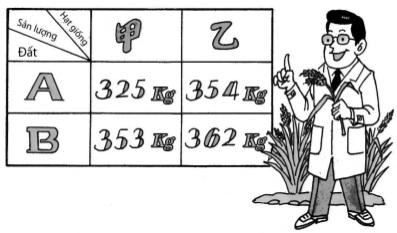 Sản lượng
Hạt giống
Đất
甲 乙
A 325 Kg 354 Kg
B 353 Kg 362 Kg